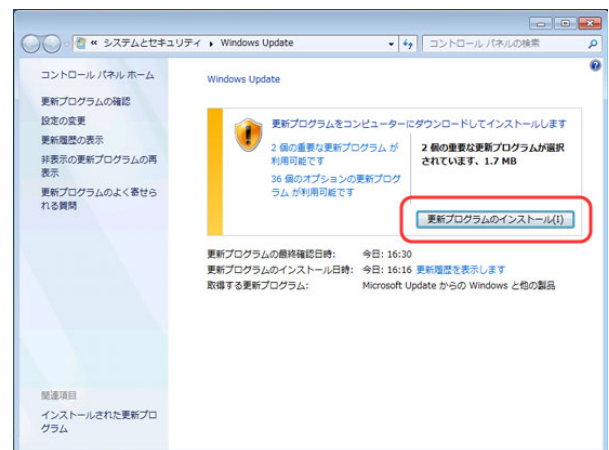 « システムとセキュリティ ▸ Windows Update
コントロール パネルの検索
コントロール パネル ホーム
更新プログラムの確認
設定の変更
更新履歴の表示
非表示の更新プログラムの再
表示
更新プログラムのよく寄せら
れる質問
関連項目
インストールされた更新プロ
グラム
Windows Update
更新プログラムをコンピューターにダウンロードしてインストールします
2 個の重要な更新プログラム が
利用可能です
36 個のオプションの更新プログ
ラム が利用可能です
2 個の重要な更新プログラムが選択
されています、1.7 MB
更新プログラムのインストール(I)
更新プログラムの最終確認日時: 今日: 16:30
更新プログラムのインストール日時: 今日: 16:16 更新履歴を表示します
取得する更新プログラム: Microsoft Update からの Windows と他の製品